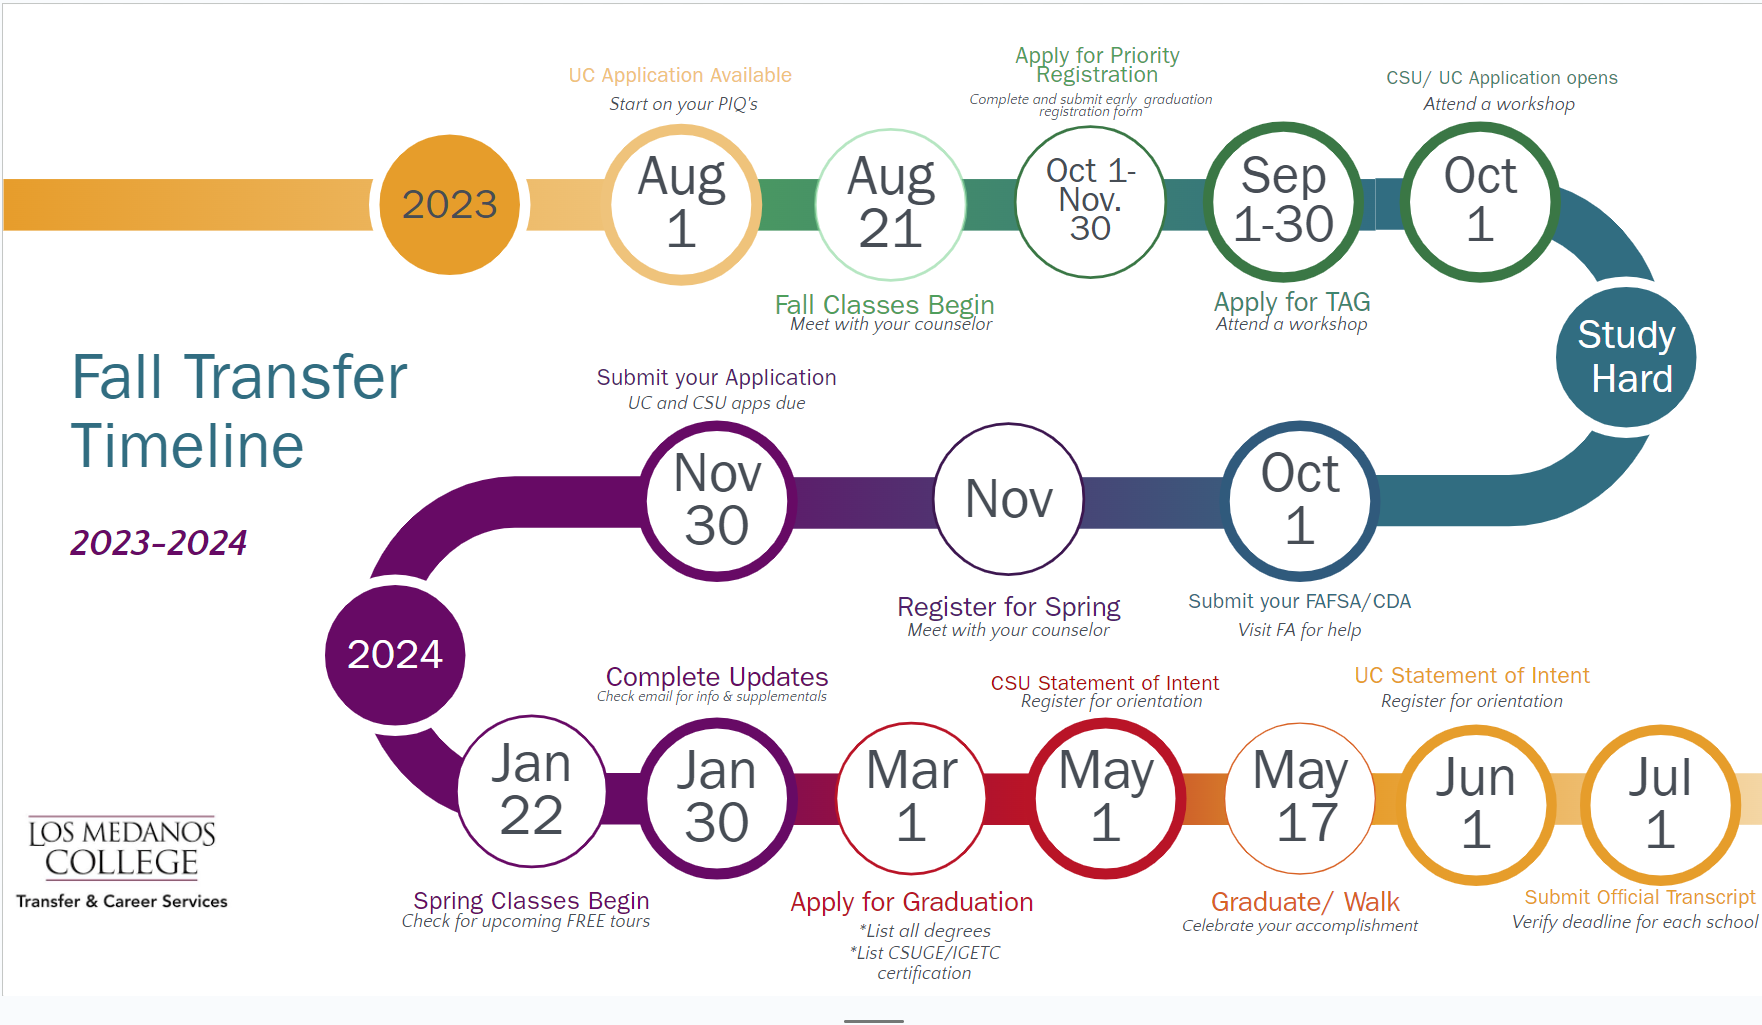 UC Application Available
Start on your PIQ's
Apply for Priority
Registration
Complete and submit early graduation
registration form
CSU/ UC Application opens
Attend a workshop
2023
Aug
1
Aug
21
Oct 1-
Nov.
30
Sep
1-30
Oct
1
Fall Classes Begin
Meet with your counselor
Apply for TAG
Attend a workshop
Study
Hard
Fall Transfer
Timeline
2023-2024
Submit your Application
UC and CSU apps due
Nov
30
Nov
Oct
1
Register for Spring
Meet with your counselor
Submit your FAFSA/CDA
Visit FA for help
2024
Complete Updates
Check email for info & supplementals
CSU Statement of Intent
Register for orientation
UC Statement of Intent
Register for orientation
Jan
22
Jan
30
Mar
1
May
1
May
17
Jun
1
Jul
1
Spring Classes Begin
Check for upcoming FREE tours
Apply for Graduation
*List all degrees
*List CSUGE/IGETC
certification
Graduate/ Walk
Celebrate your accomplishment
Submit Official Transcript
Verify deadline for each school
LOS MEDANOS
COLLEGE
Transfer & Career Services